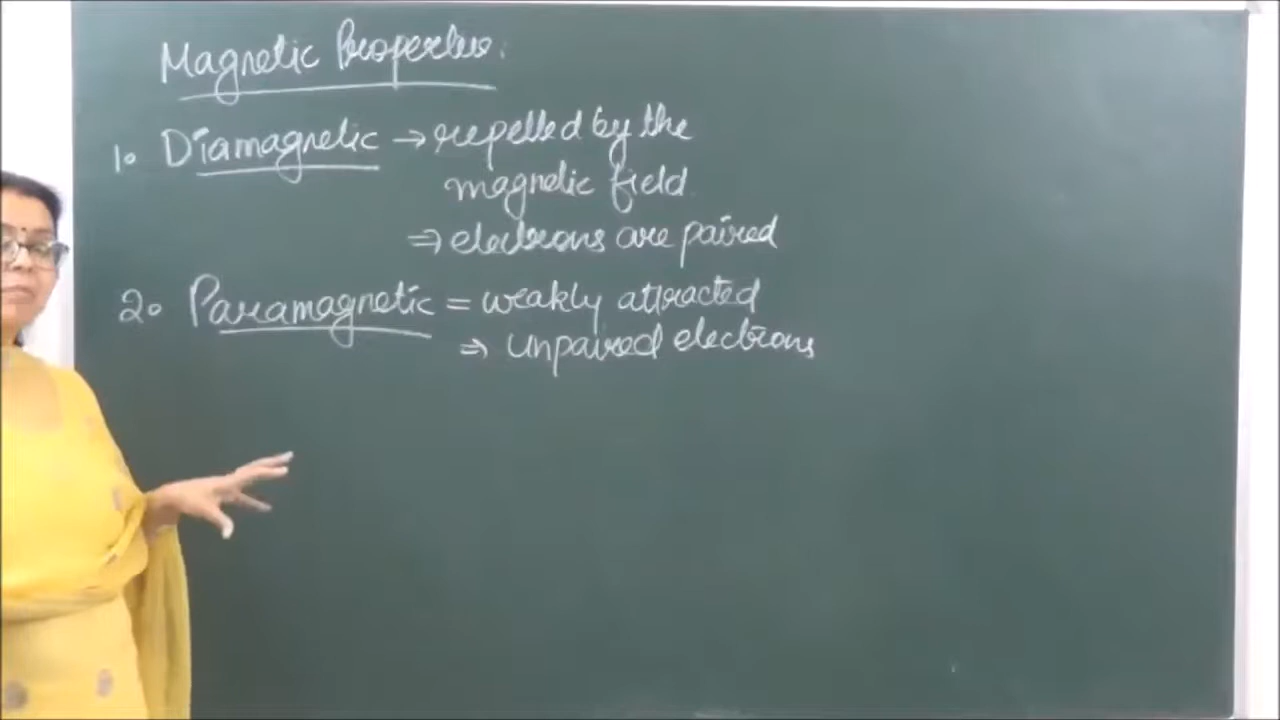 Magnetic Properties.
1. Diamagnetic → repelled by the
magnetic field
⇒ electrons are paired
2. Paramagnetic = weakly attracted
⇒ unpaired electrons